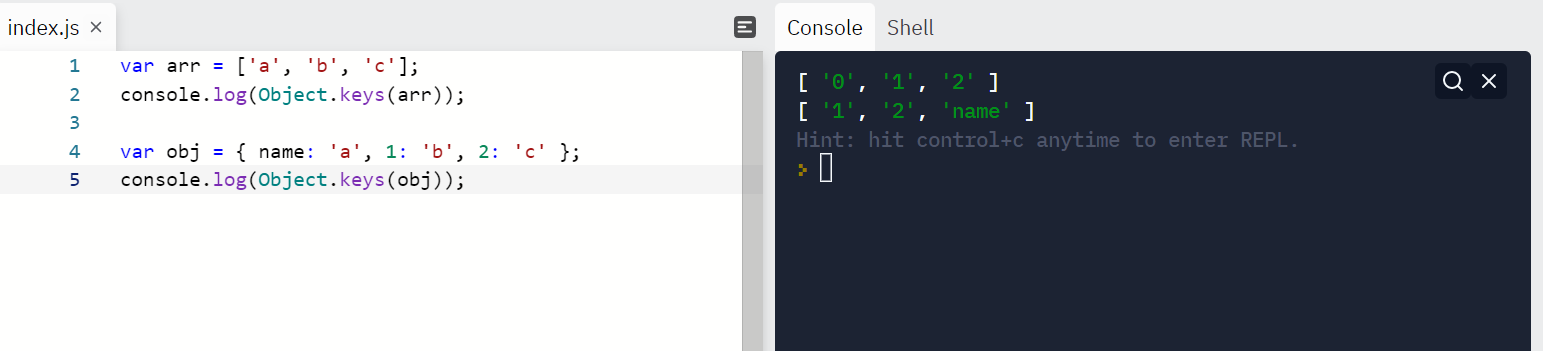 index.js ×
1 var arr = ['a', 'b', 'c'];
2 console.log(Object.keys(arr));
3
4 var obj = { name: 'a', 1: 'b', 2: 'c' };
5 console.log(Object.keys(obj));
Console Shell
[ '0', '1', '2' ]
[ '1', '2', 'name' ]
Hint: hit control+c anytime to enter REPL.
>